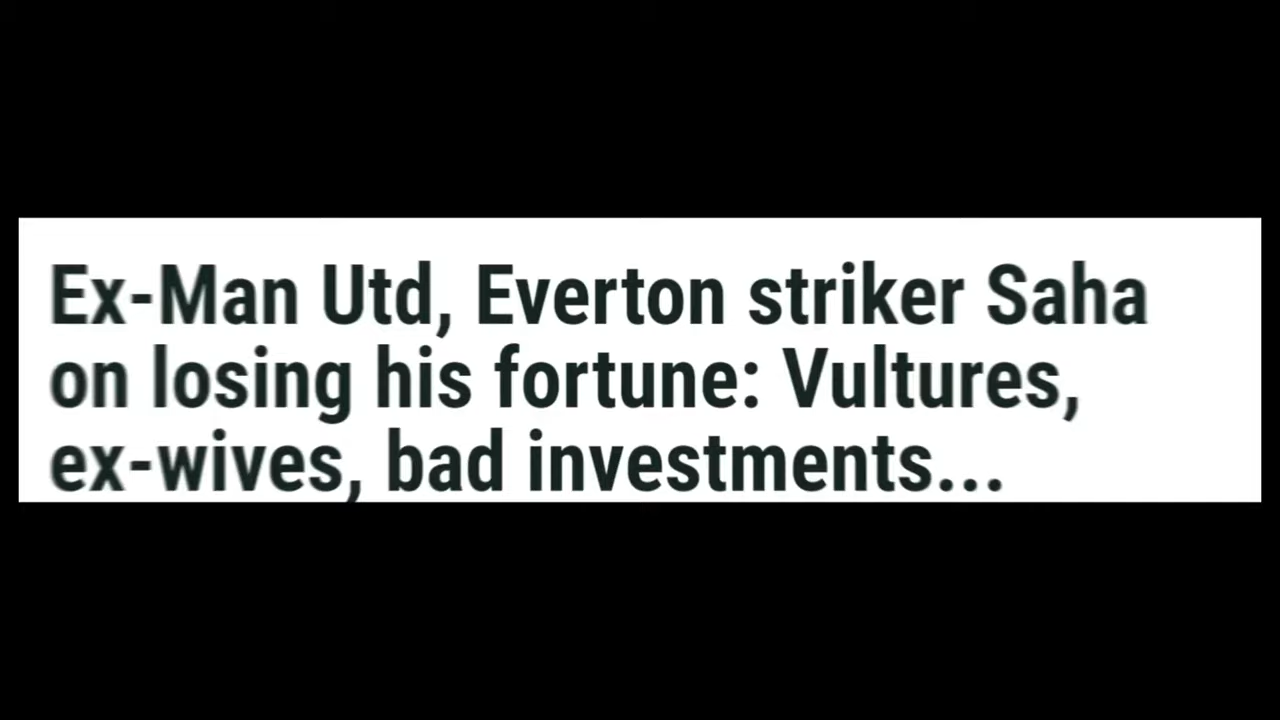 Ex-Man Utd, Everton striker Saha
on losing his fortune: Vultures,
ex-wives, bad investments...